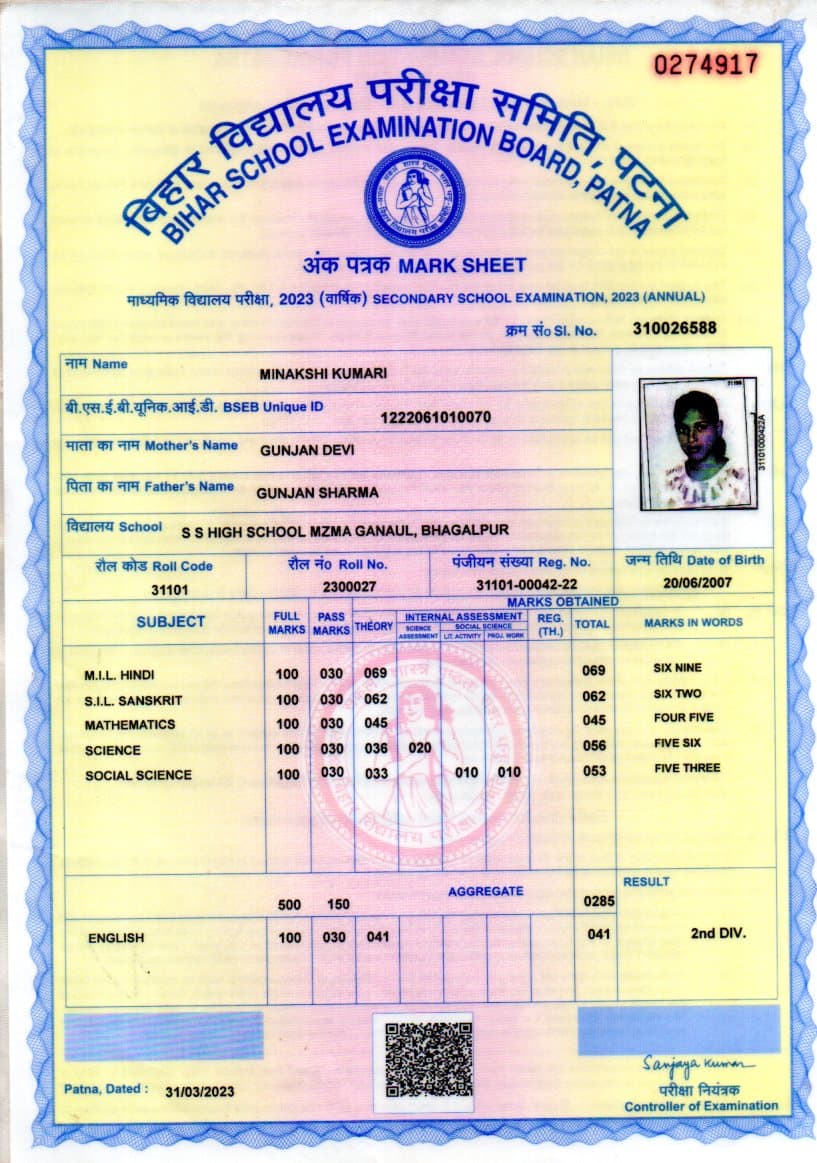 0274917
बिहार विद्यालय परीक्षा समिति, पटना
BIHAR SCHOOL EXAMINATION BOARD, PATNA
अंक पत्रक MARK SHEET
माध्यमिक विद्यालय परीक्षा, 2023 (वार्षिक) SECONDARY SCHOOL EXAMINATION, 2023 (ANNUAL)
क्रम सं० Sl. No. 310026588
नाम Name MINAKSHI KUMARI
बी.एस.ई.बी.यूनिक.आई.डी. BSEB Unique ID 1222061010070
माता का नाम Mother's Name GUNJAN DEVI
पिता का नाम Father's Name GUNJAN SHARMA
विद्यालय School S S HIGH SCHOOL MZMA GANAUL, BHAGALPUR
31101000422A
रौल कोड Roll Code रौल नं० Roll No. पंजीयन संख्या Reg. No. जन्म तिथि Date of Birth
31101 2300027 31101-00042-22 20/06/2007
MARKS OBTAINED
SUBJECT FULL MARKS PASS MARKS THEORY INTERNAL ASSESSMENT REG. (TH.) TOTAL MARKS IN WORDS
SCIENCE ASSESSMENT SOCIAL SCIENCE
LIT. ACTIVITY PROJ. WORK
M.I.L. HINDI 100 030 069 069 SIX NINE
S.I.L. SANSKRIT 100 030 062 062 SIX TWO
MATHEMATICS 100 030 045 045 FOUR FIVE
SCIENCE 100 030 036 020 056 FIVE SIX
SOCIAL SCIENCE 100 030 033 010 010 053 FIVE THREE
500 150 AGGREGATE 0285 RESULT
ENGLISH 100 030 041 041 2nd DIV.
Sanjaya Kumar
Patna, Dated : 31/03/2023
परीक्षा नियंत्रक
Controller of Examination